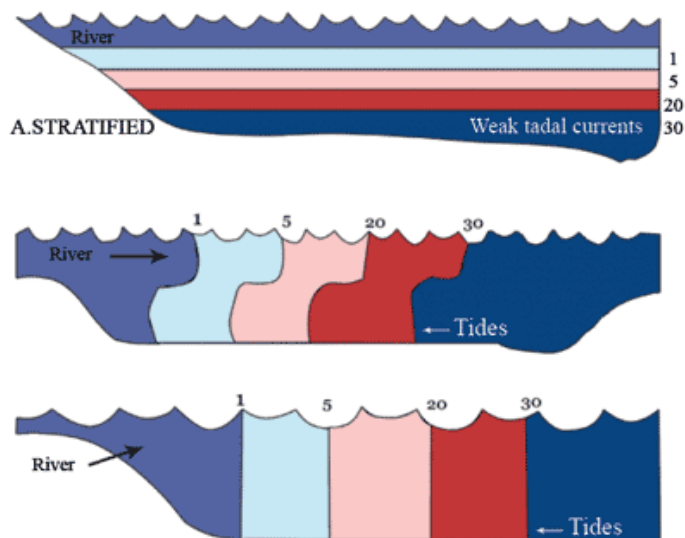 River
1
5
20
A.STRATIFIED Weak tadal currents 30
1 5 20 30
River
Tides
1 5 20 30
River
Tides